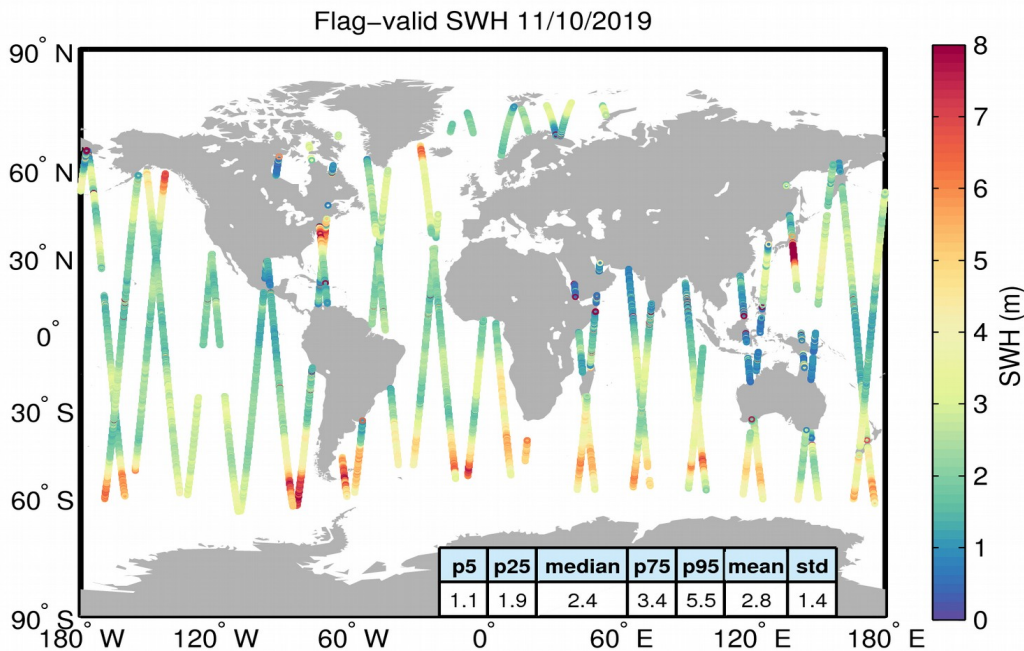 Flag−valid SWH 11/10/2019
90° N
60° N
30° N
0°
30° S
60° S
90° S
180° W
120° W
60° W
0°
60° E
120° E
180° E
p5 p25 median p75 p95 mean std
1.1 1.9 2.4 3.4 5.5 2.8 1.4
8
7
6
5
4
3
2
1
0
SWH (m)